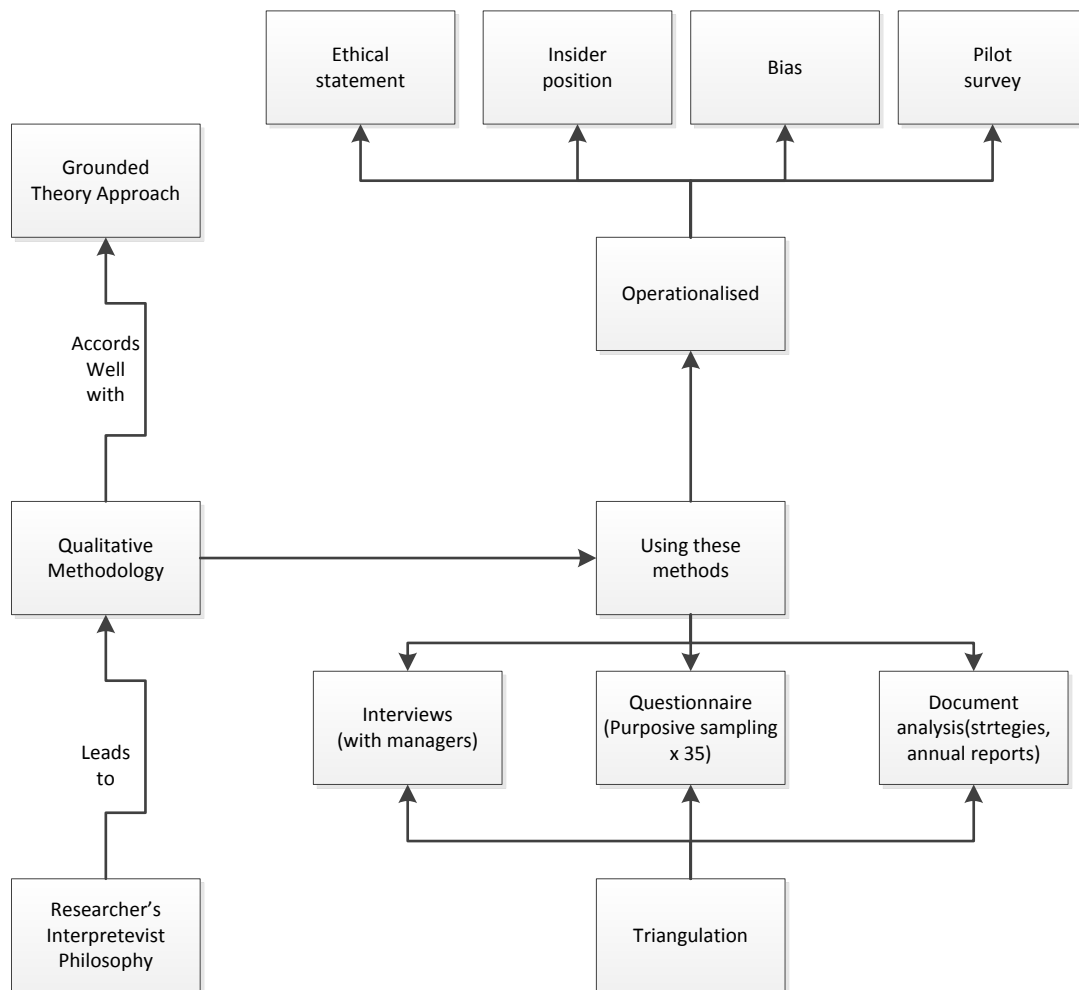 Ethical
statement
Insider
position
Bias
Pilot
survey
Grounded
Theory Approach
Operationalised
Accords
Well
with
Qualitative
Methodology
Using these
methods
Interviews
(with managers)
Questionnaire
(Purposive sampling
x 35)
Document
analysis(strtegies,
annual reports)
Leads
to
Researcher’s
Interpretevist
Philosophy
Triangulation